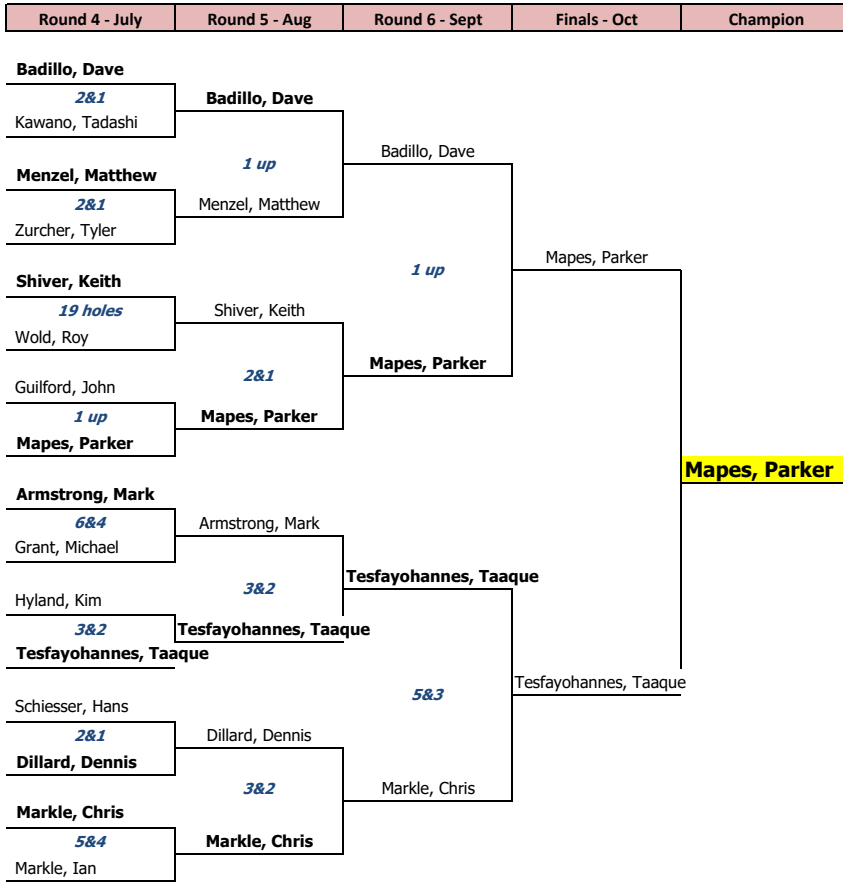 Round 4 - July
Round 5 - Aug
Round 6 - Sept
Finals - Oct
Champion
Badillo, Dave
2&1
Kawano, Tadashi
Menzel, Matthew
2&1
Zurcher, Tyler
Shiver, Keith
19 holes
Wold, Roy
Guilford, John
1 up
Mapes, Parker
Armstrong, Mark
6&4
Grant, Michael
Hyland, Kim
3&2
Tesfayohannes, Taaque
Schiesser, Hans
2&1
Dillard, Dennis
Markle, Chris
5&4
Markle, Ian
Badillo, Dave
1 up
Menzel, Matthew
Shiver, Keith
2&1
Mapes, Parker
Armstrong, Mark
3&2
Tesfayohannes, Taaque
Dillard, Dennis
3&2
Markle, Chris
Badillo, Dave
1 up
Mapes, Parker
Tesfayohannes, Taaque
5&3
Markle, Chris
Mapes, Parker
Tesfayohannes, Taaque
Mapes, Parker